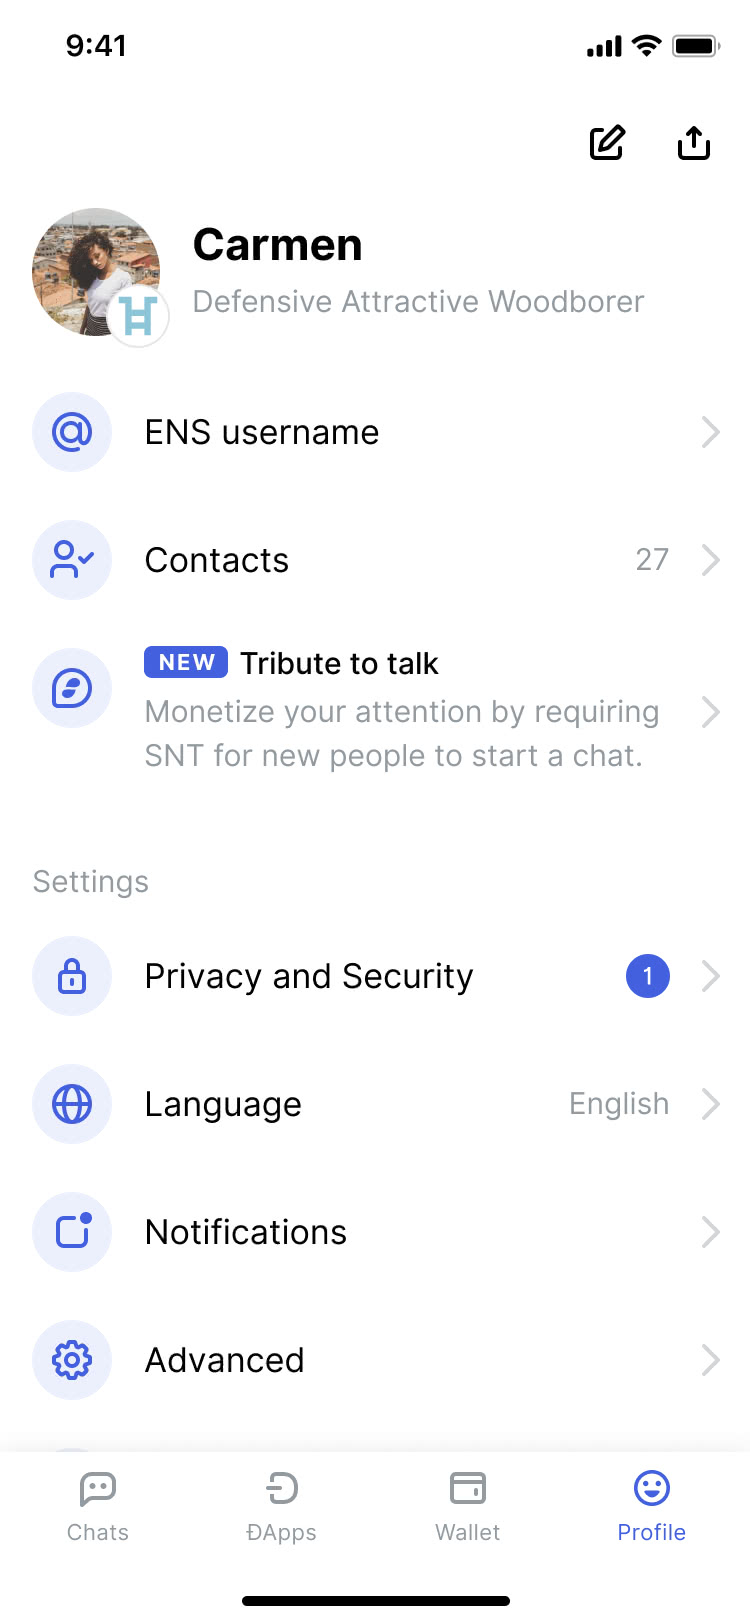 9:41
Carmen
Defensive Attractive Woodborer
ENS username
Contacts 27
NEW Tribute to talk
Monetize your attention by requiring
SNT for new people to start a chat.
Settings
Privacy and Security 1
Language English
Notifications
Advanced
Chats ĐApps Wallet Profile